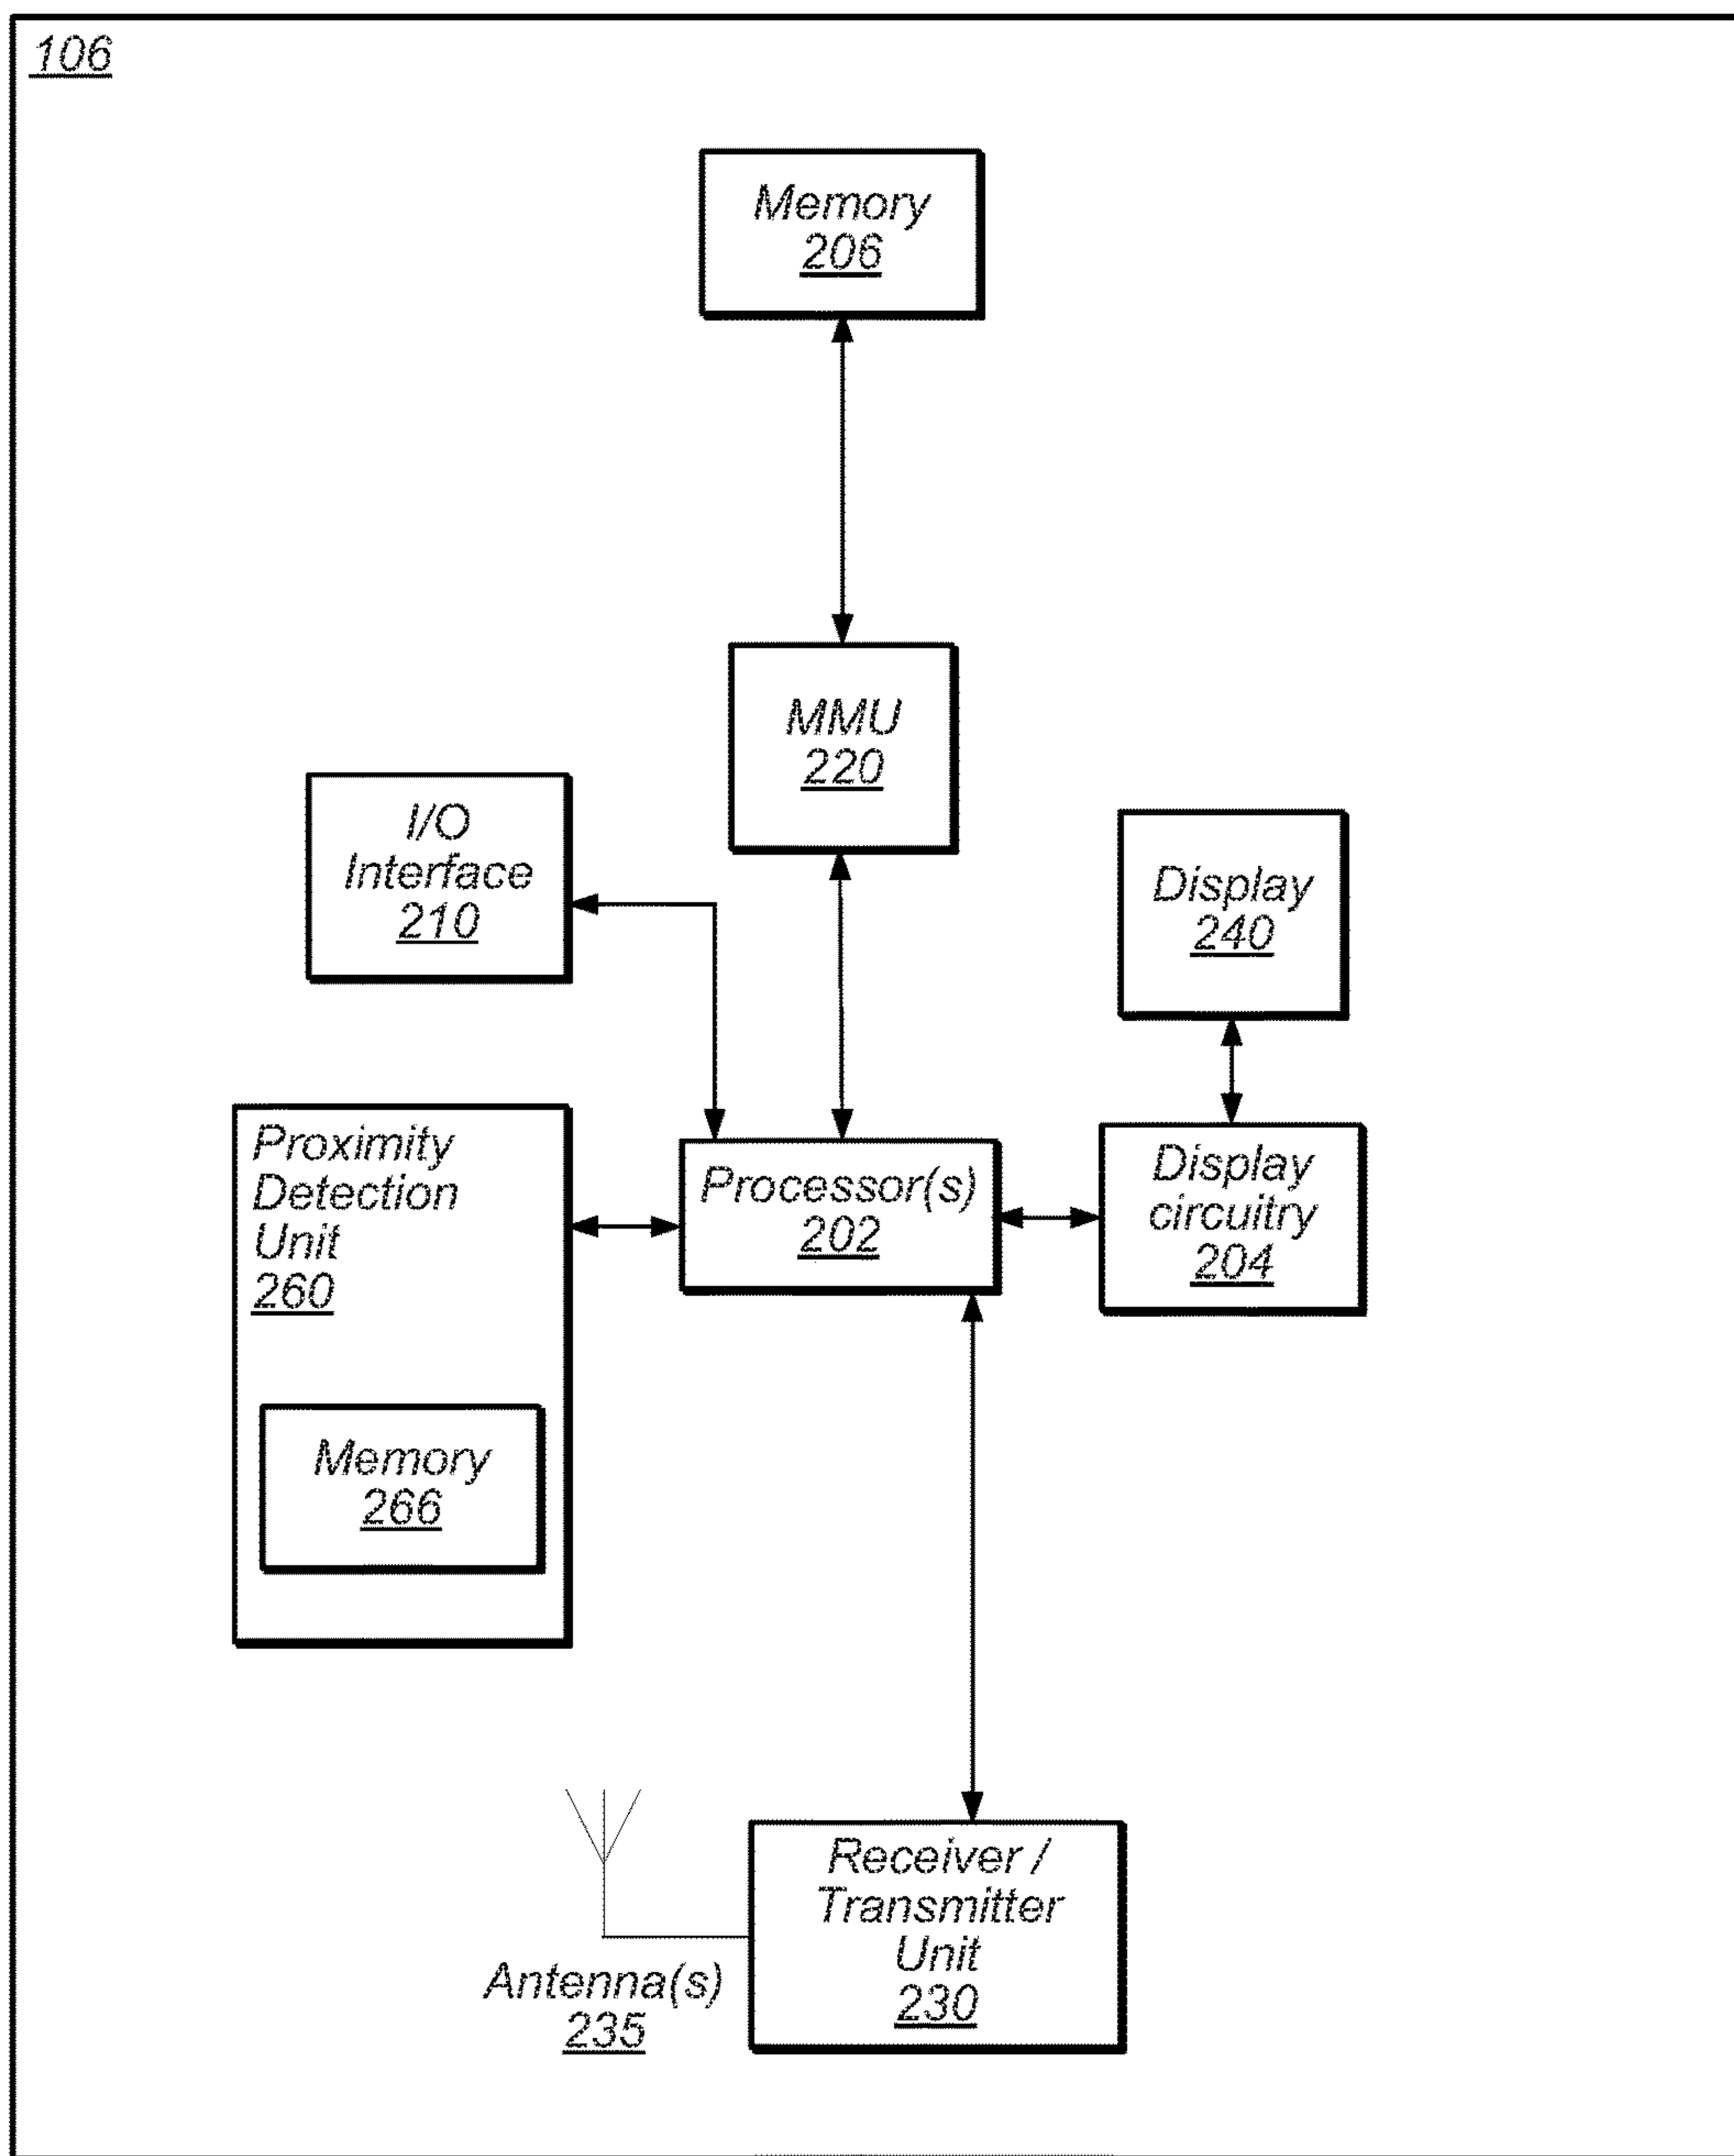 106
Memory
206
MMU
220
I/O
Interface
210
Display
240
Proximity
Detection
Unit
260
Processor(s)
202
Display
circuitry
204
Memory
266
Receiver /
Transmitter
Unit
230
Antenna(s)
235